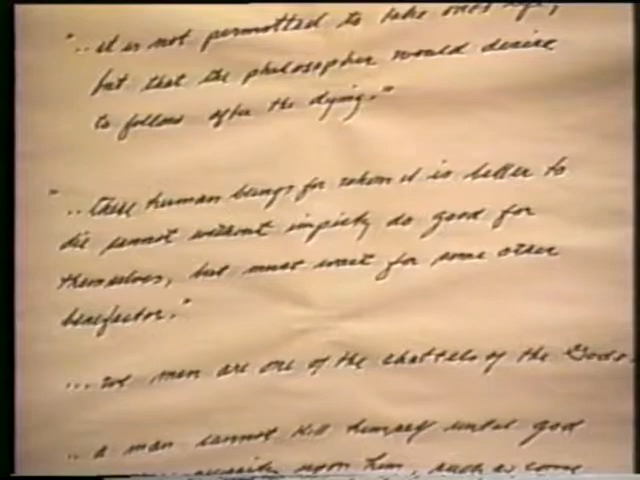 "..it is not permitted to take one's life,
but that the philosopher would desire
to follow after the dying."
"..these human beings for whom it is better to
die cannot without impiety do good for
themselves, but must wait for some other
benefactor."
...we men are one of the chattels of the Gods.
.. a man cannot kill himself until god
necessity upon him, such as come